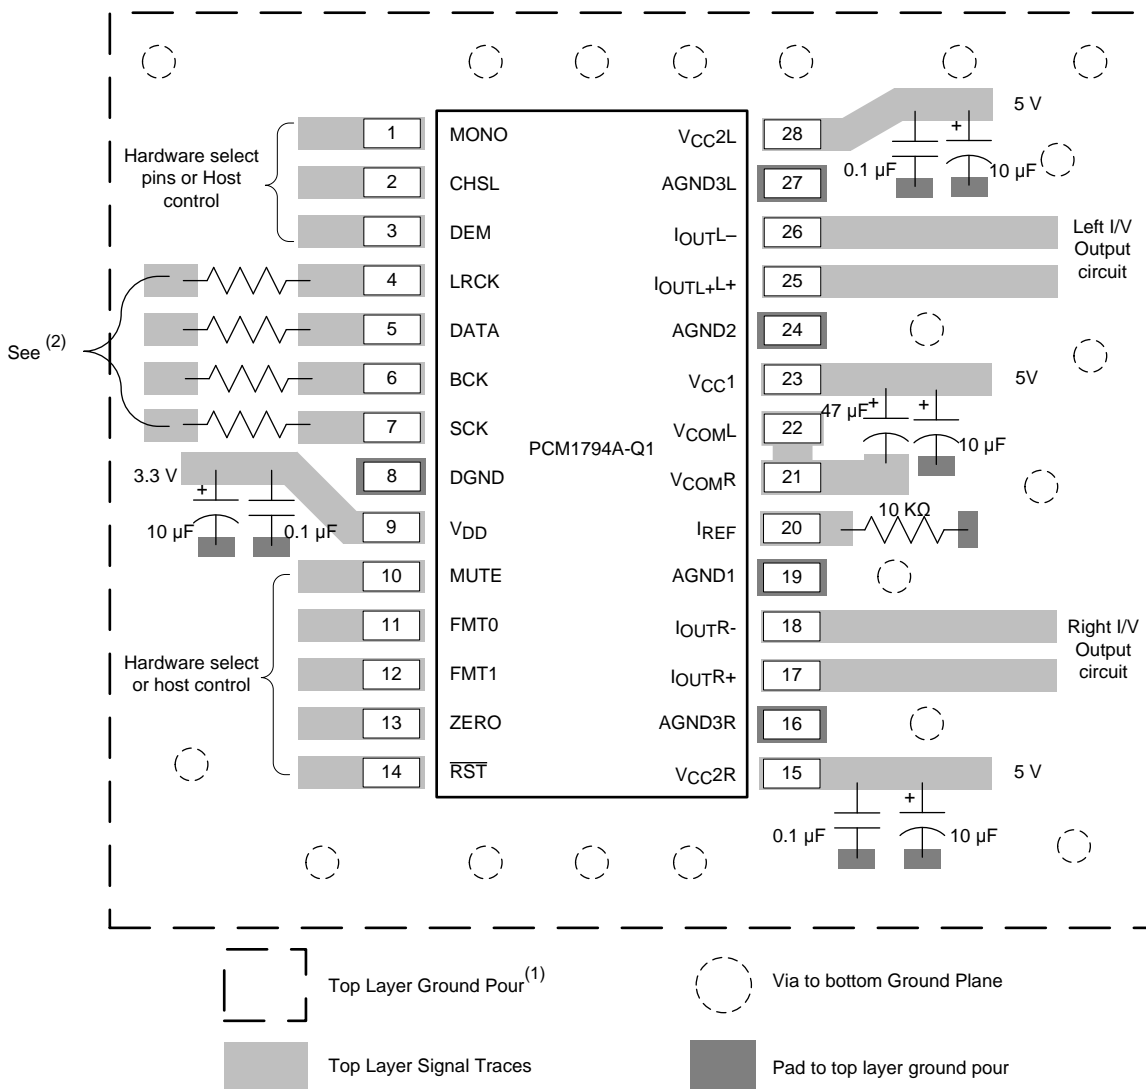 Hardware select
pins or Host
control
See (2)
3.3 V
+
10 µF
0.1 µF
Hardware select
or host control
1
MONO
2
CHSL
3
DEM
4
LRCK
5
DATA
6
BCK
7
SCK
8
DGND
9
VDD
10
MUTE
11
FMT0
12
FMT1
13
ZERO
14
RST
PCM1794A-Q1
VCC2L
28
AGND3L
27
IOUTL–
26
IOUTL+L+
25
AGND2
24
VCC1
23
VCOML
22
VCOMR
21
IREF
20
AGND1
19
IOUTR-
18
IOUTR+
17
AGND3R
16
VCC2R
15
5 V
+
0.1 µF
10 µF
Left I/V
Output
circuit
5V
47 µF
+
+
10 µF
10 KΩ
Right I/V
Output
circuit
5 V
+
0.1 µF
10 µF
Top Layer Ground Pour(1)
Via to bottom Ground Plane
Top Layer Signal Traces
Pad to top layer ground pour